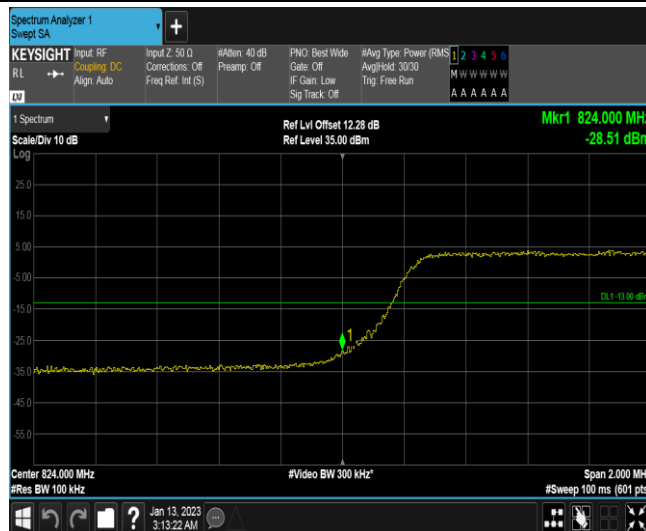 Spectrum Analyzer 1
Swept SA
KEYSIGHT
RL
Input: RF
Coupling: DC
Align: Auto
Input Z: 50 Ω
Corrections: Off
Freq Ref: Int (S)
#Atten: 40 dB
Preamp: Off
PNO: Best Wide
Gate: Off
IF Gain: Low
Sig Track: Off
#Avg Type: Power (RMS
Avg|Hold: 30/30
Trig: Free Run
1 2 3 4 5 6
M W W W W W
A A A A A A
1 Spectrum
Scale/Div 10 dB
Log
Ref Lvl Offset 12.28 dB
Ref Level 35.00 dBm
Mkr1 824.000 MHz
-28.51 dBm
25.0
15.0
5.00
-5.00
-15.0
-25.0
-35.0
-45.0
-55.0
DL1 -13.00 dBm
1
Center 824.000 MHz
#Res BW 100 kHz
#Video BW 300 kHz*
Span 2.000 MHz
#Sweep 100 ms (601 pts
?
Jan 13, 2023
3:13:22 AM